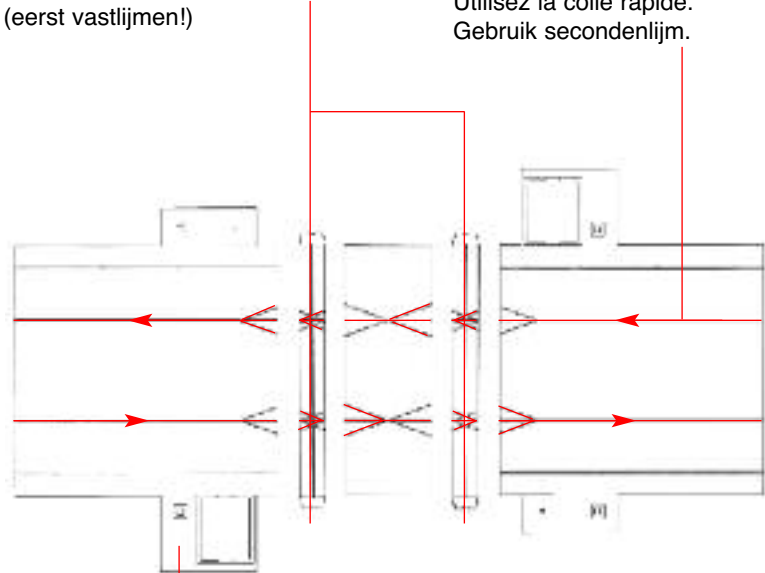 (eerst vastlijmen!)
Utilisez la colle rapide.
Gebruik secondenlijm.